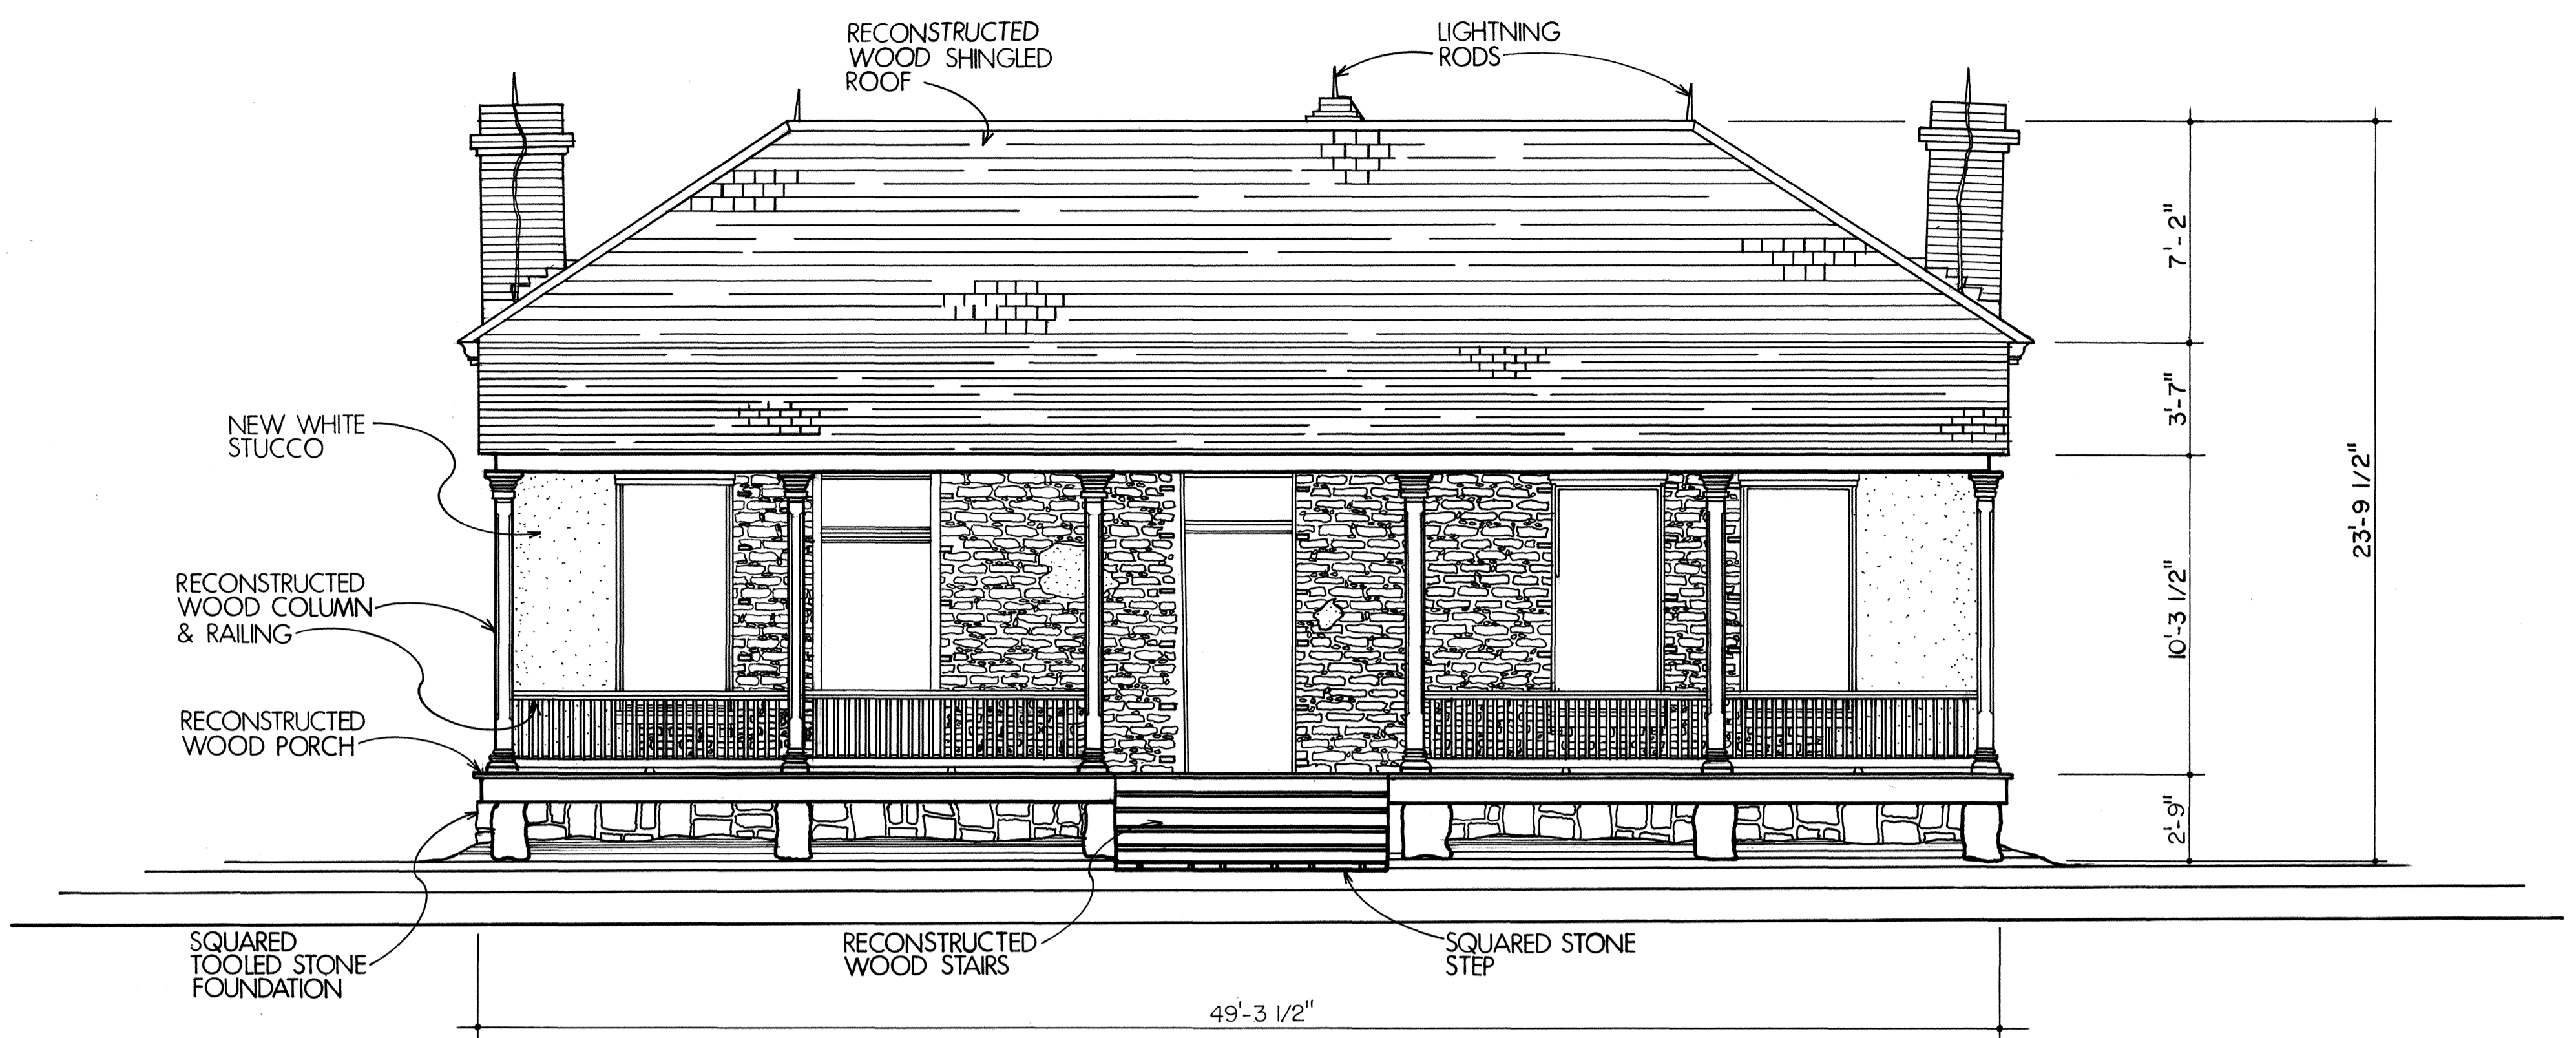 RECONSTRUCTED
WOOD SHINGLED
ROOF
LIGHTNING
RODS
NEW WHITE
STUCCO
RECONSTRUCTED
WOOD COLUMN
& RAILING
RECONSTRUCTED
WOOD PORCH
SQUARED
TOOLED STONE
FOUNDATION
RECONSTRUCTED
WOOD STAIRS
SQUARED STONE
STEP
7'-2"
3'-7"
10'-3 1/2"
2'-9"
23'-9 1/2"
49'-3 1/2"